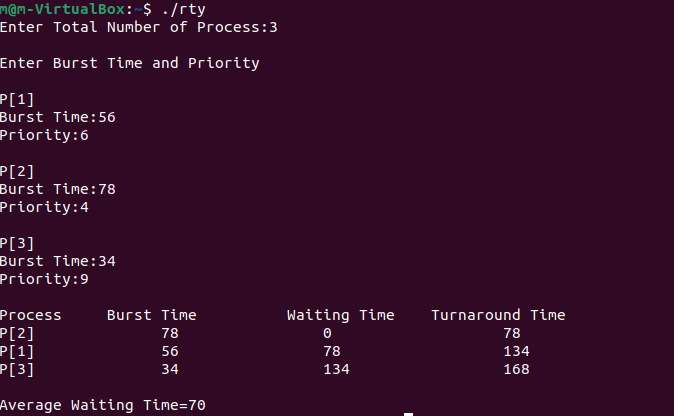 m@m-VirtualBox:~$ ./rty
Enter Total Number of Process:3
Enter Burst Time and Priority
P[1]
Burst Time:56
Priority:6
P[2]
Burst Time:78
Priority:4
P[3]
Burst Time:34
Priority:9
Process Burst Time Waiting Time Turnaround Time
P[2] 78 0 78
P[1] 56 78 134
P[3] 34 134 168
Average Waiting Time=70